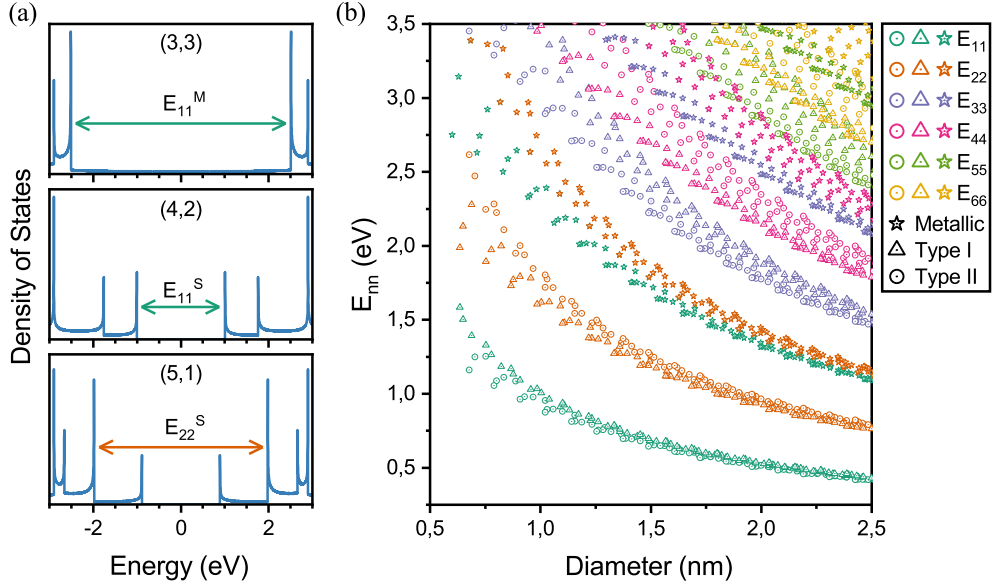 (a)
(3,3)
E₁₁ᴹ
(4,2)
E₁₁ˢ
(5,1)
E₂₂ˢ
Density of States
-2 0 2
Energy (eV)
(b)
3,5
3,0
2,5
2,0
1,5
1,0
0,5
Eₙₙ (eV)
0,5 1,0 1,5 2,0 2,5
Diameter (nm)
E₁₁
E₂₂
E₃₃
E₄₄
E₅₅
E₆₆
Metallic
Type I
Type II